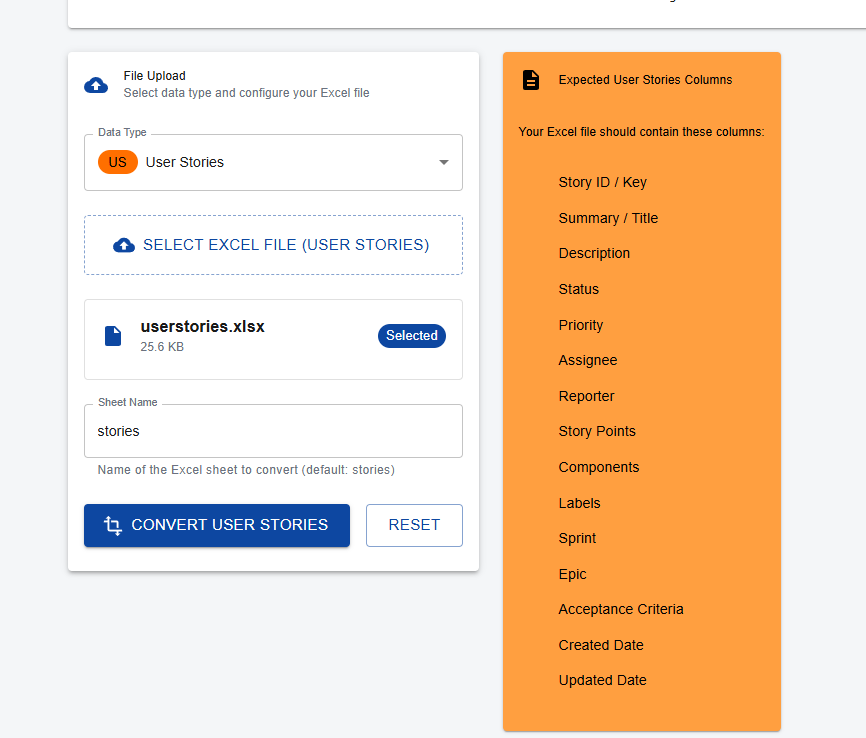 File Upload
Select data type and configure your Excel file
Data Type
US User Stories
SELECT EXCEL FILE (USER STORIES)
userstories.xlsx
25.6 KB
Selected
Sheet Name
stories
Name of the Excel sheet to convert (default: stories)
CONVERT USER STORIES
RESET
Expected User Stories Columns
Your Excel file should contain these columns:
Story ID / Key
Summary / Title
Description
Status
Priority
Assignee
Reporter
Story Points
Components
Labels
Sprint
Epic
Acceptance Criteria
Created Date
Updated Date